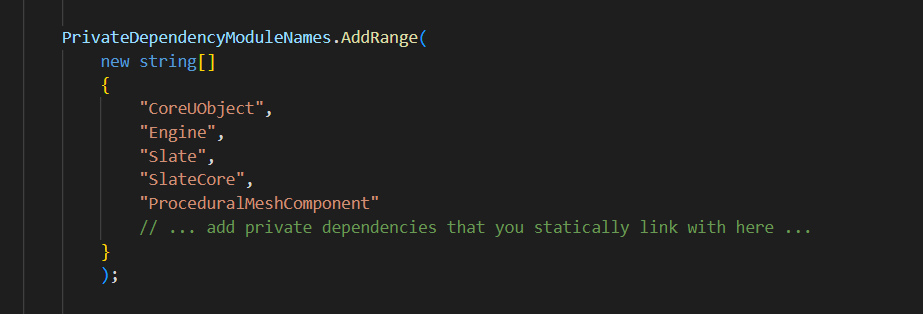 PrivateDependencyModuleNames.AddRange(
new string[]
{
"CoreUObject",
"Engine",
"Slate",
"SlateCore",
"ProceduralMeshComponent"
// ... add private dependencies that you statically link with here ...
}
);